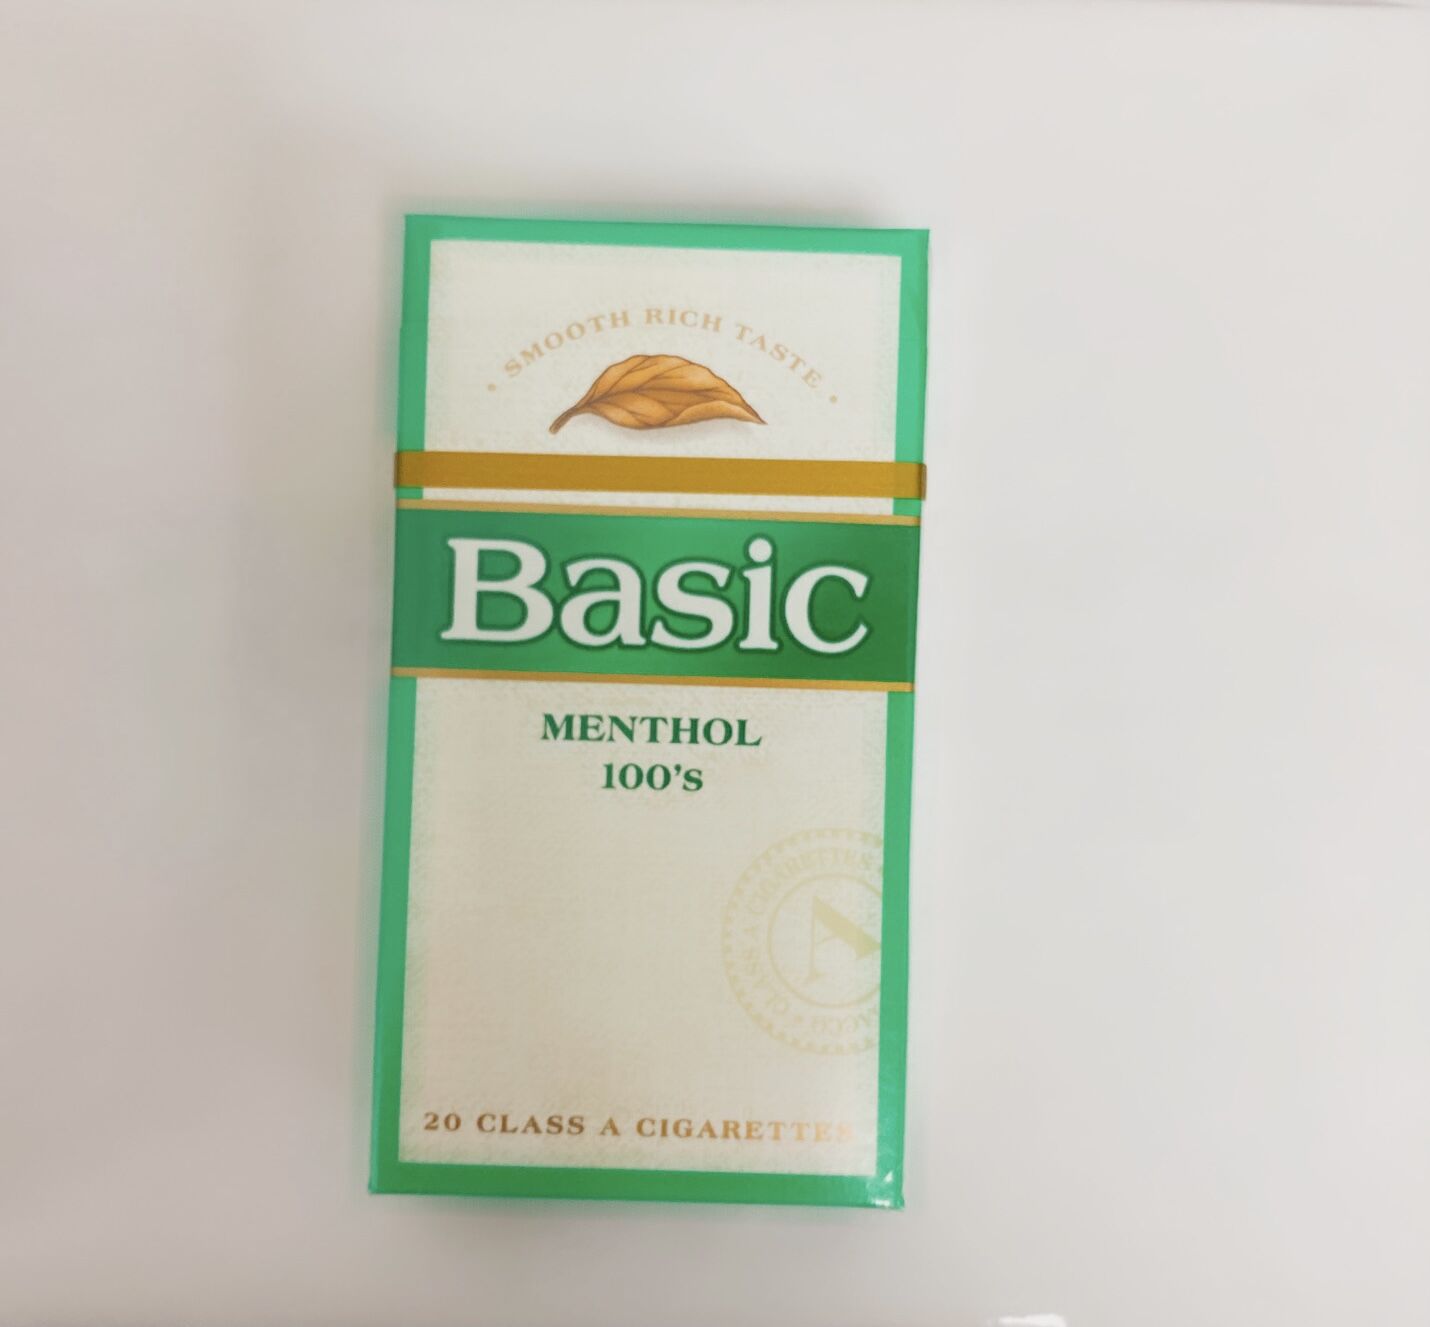 • SMOOTH RICH TASTE •
Basic
MENTHOL
100's
CLASS A CIGARETTES
A
20 CLASS A CIGARETTES